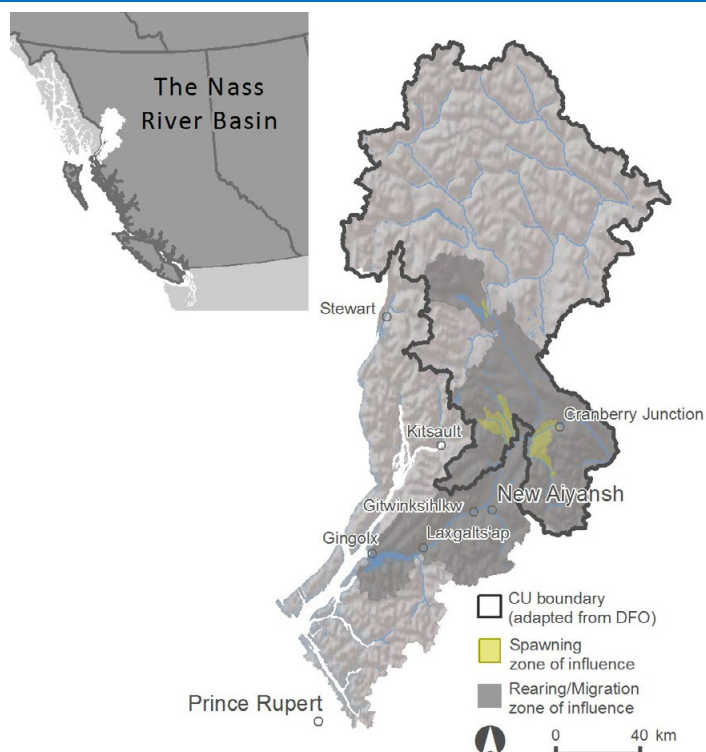 The Nass
River Basin
Stewart
Cranberry Junction
Kitsault
New Aiyansh
Gitwinksihlkw
Laxgalts'ap
Gingolx
CU boundary
(adapted from DFO)
Spawning
zone of influence
Rearing/Migration
zone of influence
Prince Rupert
0 40 km